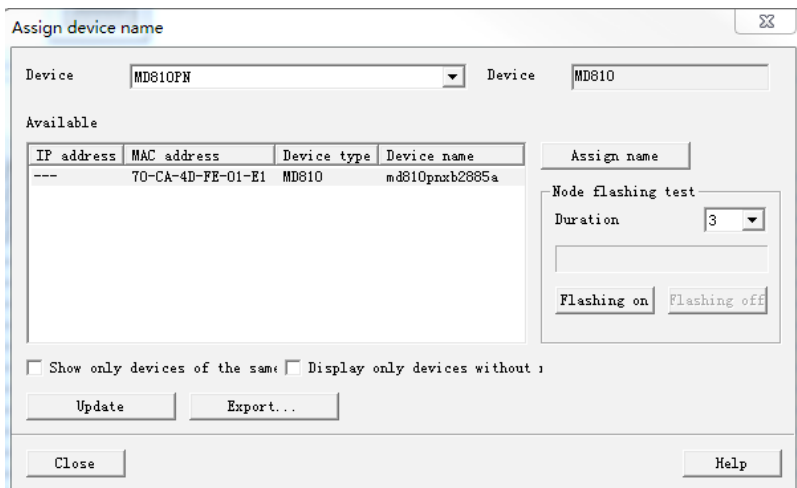 Assign device name
Device MD810PN Device MD810
Available
IP address MAC address Device type Device name
--- 70-CA-4D-FE-01-E1 MD810 md810pnxb2885a
Assign name
Node flashing test
Duration 3
Flashing on Flashing off
Show only devices of the same Display only devices without
Update Export...
Close Help